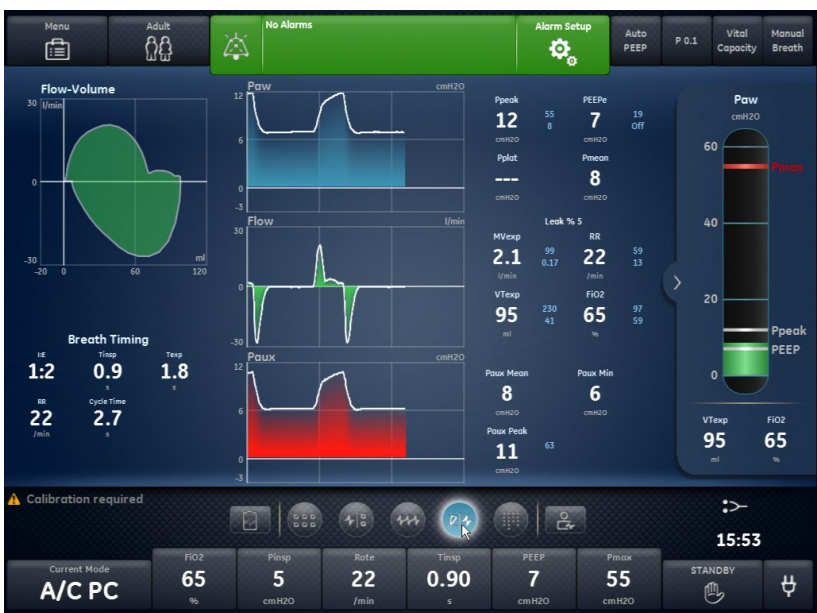 Menu
Adult
No Alarms
Alarm Setup
Auto
PEEP
P 0.1
Vital
Capacity
Manual
Breath
Flow-Volume
30 l/min
0
-30
ml
-20 0 60 120
Breath Timing
I:E Tinsp Texp
1:2 0.9 1.8
s s
RR Cycle Time
22 2.7
/min s
Paw cmH2O
12
6
0
-3
Flow l/min
30
0
-30
Paux cmH2O
12
6
0
-3
Ppeak PEEPe
12 55 8 7 19 Off
cmH2O cmH2O
Pplat Pmean
--- 8
cmH2O cmH2O
Leak % 5
MVexp RR
2.1 99 0.17 22 59 13
l/min /min
VTexp FiO2
95 230 41 65 97 59
ml %
Paux Mean Paux Min
8 6
cmH2O cmH2O
Paux Peak
11 63
cmH2O
Paw
cmH2O
60
Pmax
40
20
Ppeak
PEEP
0
VTexp FiO2
95 65
ml %
Calibration required
15:53
Current Mode
A/C PC
FiO2
65
%
Pinsp
5
cmH2O
Rate
22
/min
Tinsp
0.90
s
PEEP
7
cmH2O
Pmax
55
cmH2O
STANDBY